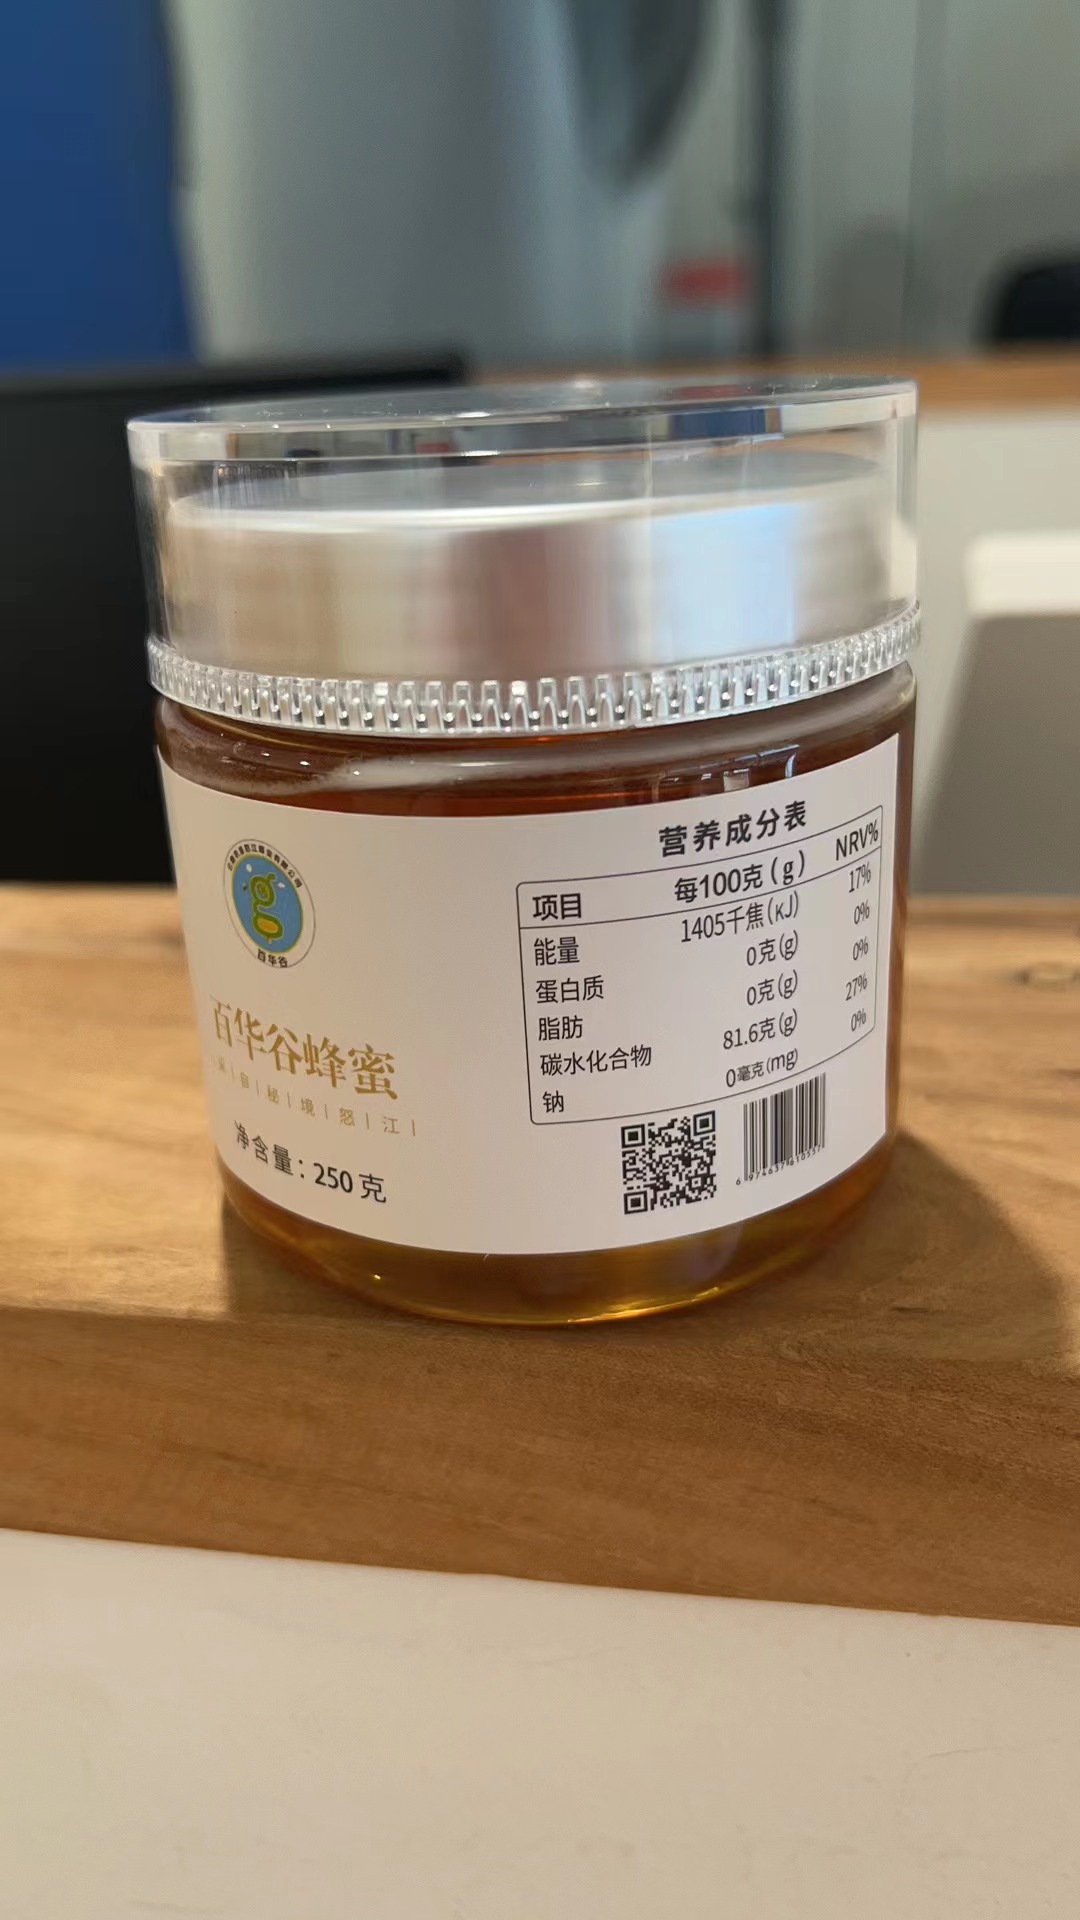 百华谷
百华谷蜂蜜
来|自|秘|境|怒|江|
净含量：250 克
营养成分表
项目 每100克(g) NRV%
能量 1405千焦(KJ) 17%
蛋白质 0克(g) 0%
脂肪 0克(g) 0%
碳水化合物 81.6克(g) 27%
钠 0毫克(mg) 0%